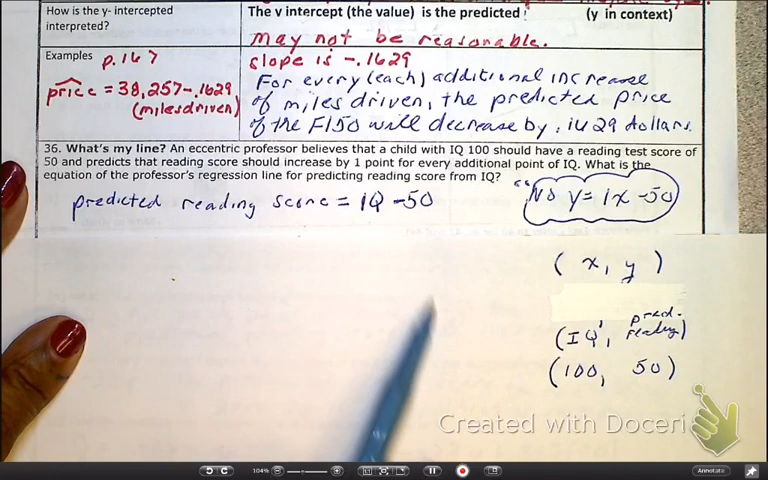 How is the y- intercepted
interpreted?
The v intercept (the value) is the predicted (y in context)
may not be reasonable.
Examples p.167
slope is -.1629
price = 38,257-.1629
(miles driven)
For every (each) additional increase
of miles driven, the predicted price
of the F150 will decrease by .1629 dollars.
36. What's my line? An eccentric professor believes that a child with IQ 100 should have a reading test score of
50 and predicts that reading score should increase by 1 point for every additional point of IQ. What is the
equation of the professor's regression line for predicting reading score from IQ?
predicted reading score = IQ -50
"No y=1x-50
(x, y)
(IQ, pred. reading)
(100, 50)
Created with Doceri
104%
Annotate